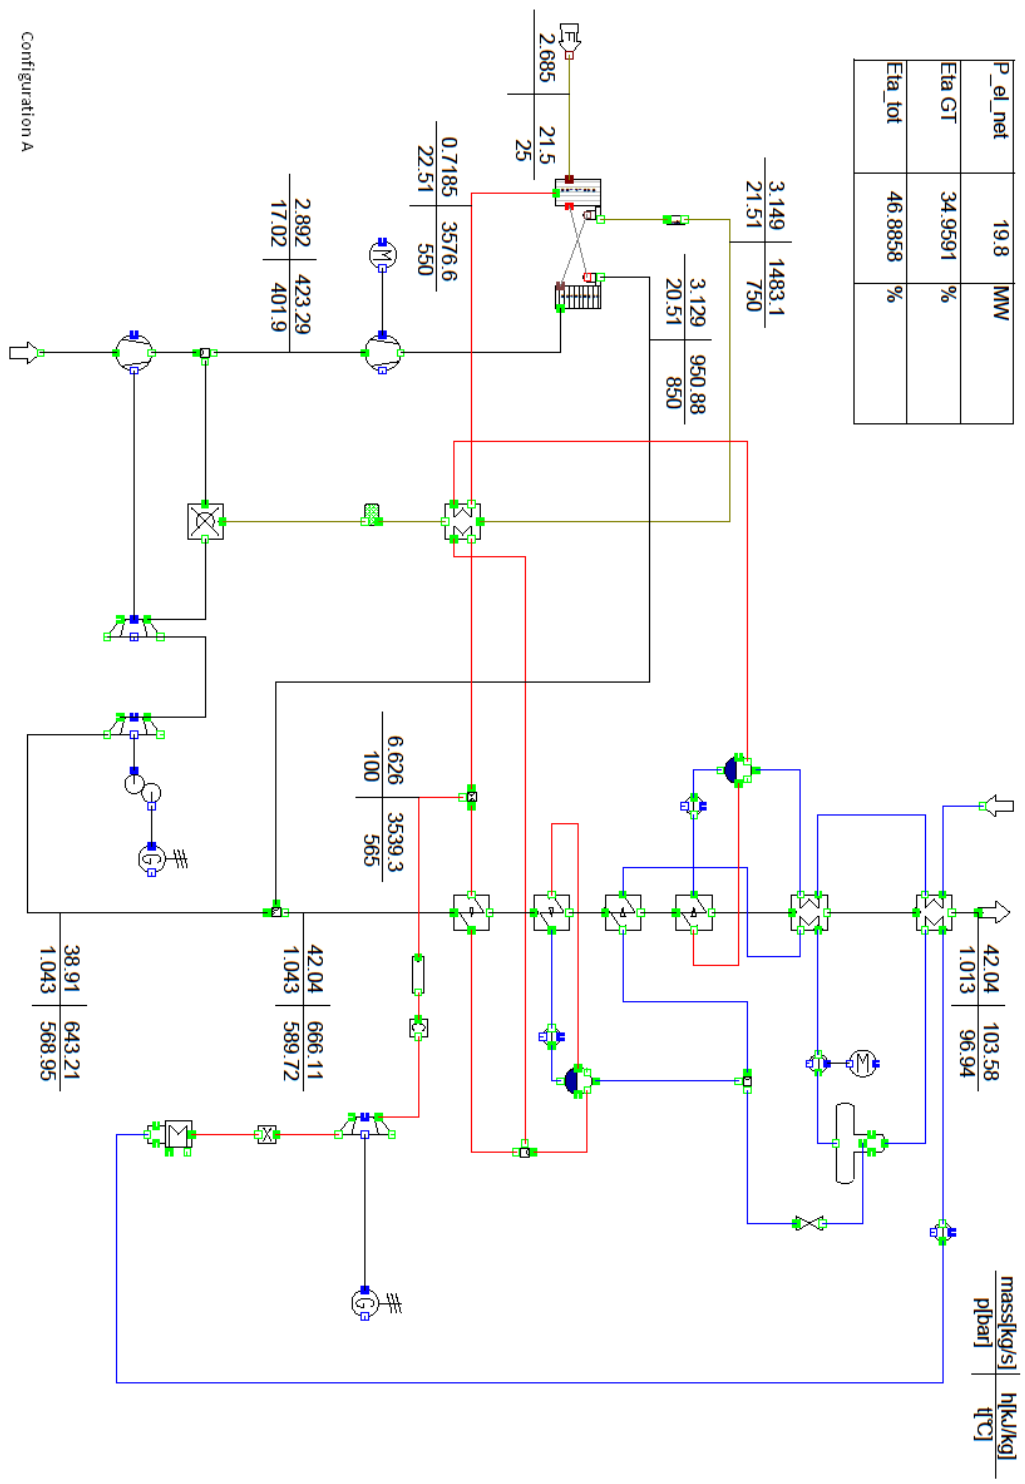 P_el_net 19.8 MW
Eta GT 34.9591 %
Eta_tot 46.8858 %
mass[kg/s] h[kJ/kg]
p[bar] t[°C]
F
2.685 21.5
25
3.149 1483.1
21.51 750
3.129 950.88
20.51 850
0.7185 3576.6
22.51 550
2.892 423.29
17.02 401.9
M
6.626 3539.3
100 565
42.04 103.58
1.013 96.94
M
42.04 666.11
1.043 589.72
38.91 643.21
1.043 568.95
G
C
G
Configuration A